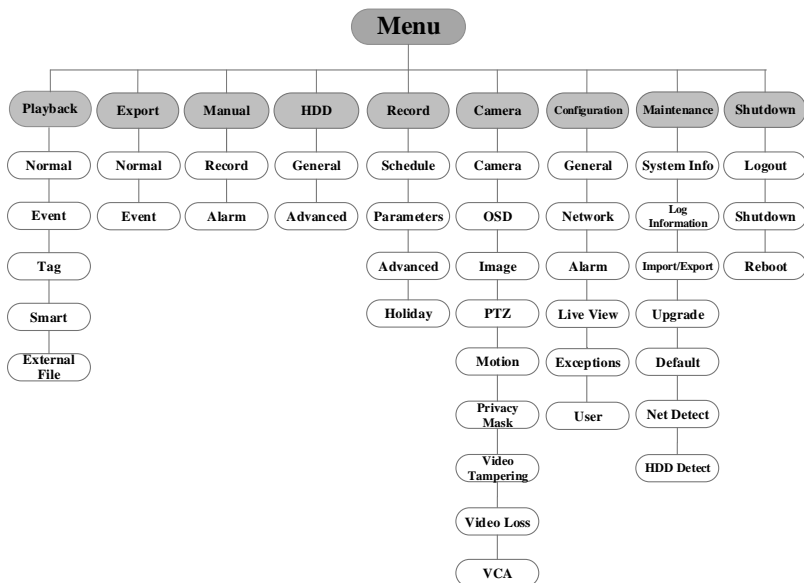 Menu
Playback
Export
Manual
HDD
Record
Camera
Configuration
Maintenance
Shutdown
Normal
Normal
Record
General
Schedule
Camera
General
System Info
Logout
Event
Event
Alarm
Advanced
Parameters
OSD
Network
Log
Information
Shutdown
Tag
Advanced
Image
Alarm
Import/Export
Reboot
Smart
Holiday
PTZ
Live View
Upgrade
External
File
Motion
Exceptions
Default
Privacy
Mask
User
Net Detect
Video
Tampering
HDD Detect
Video Loss
VCA